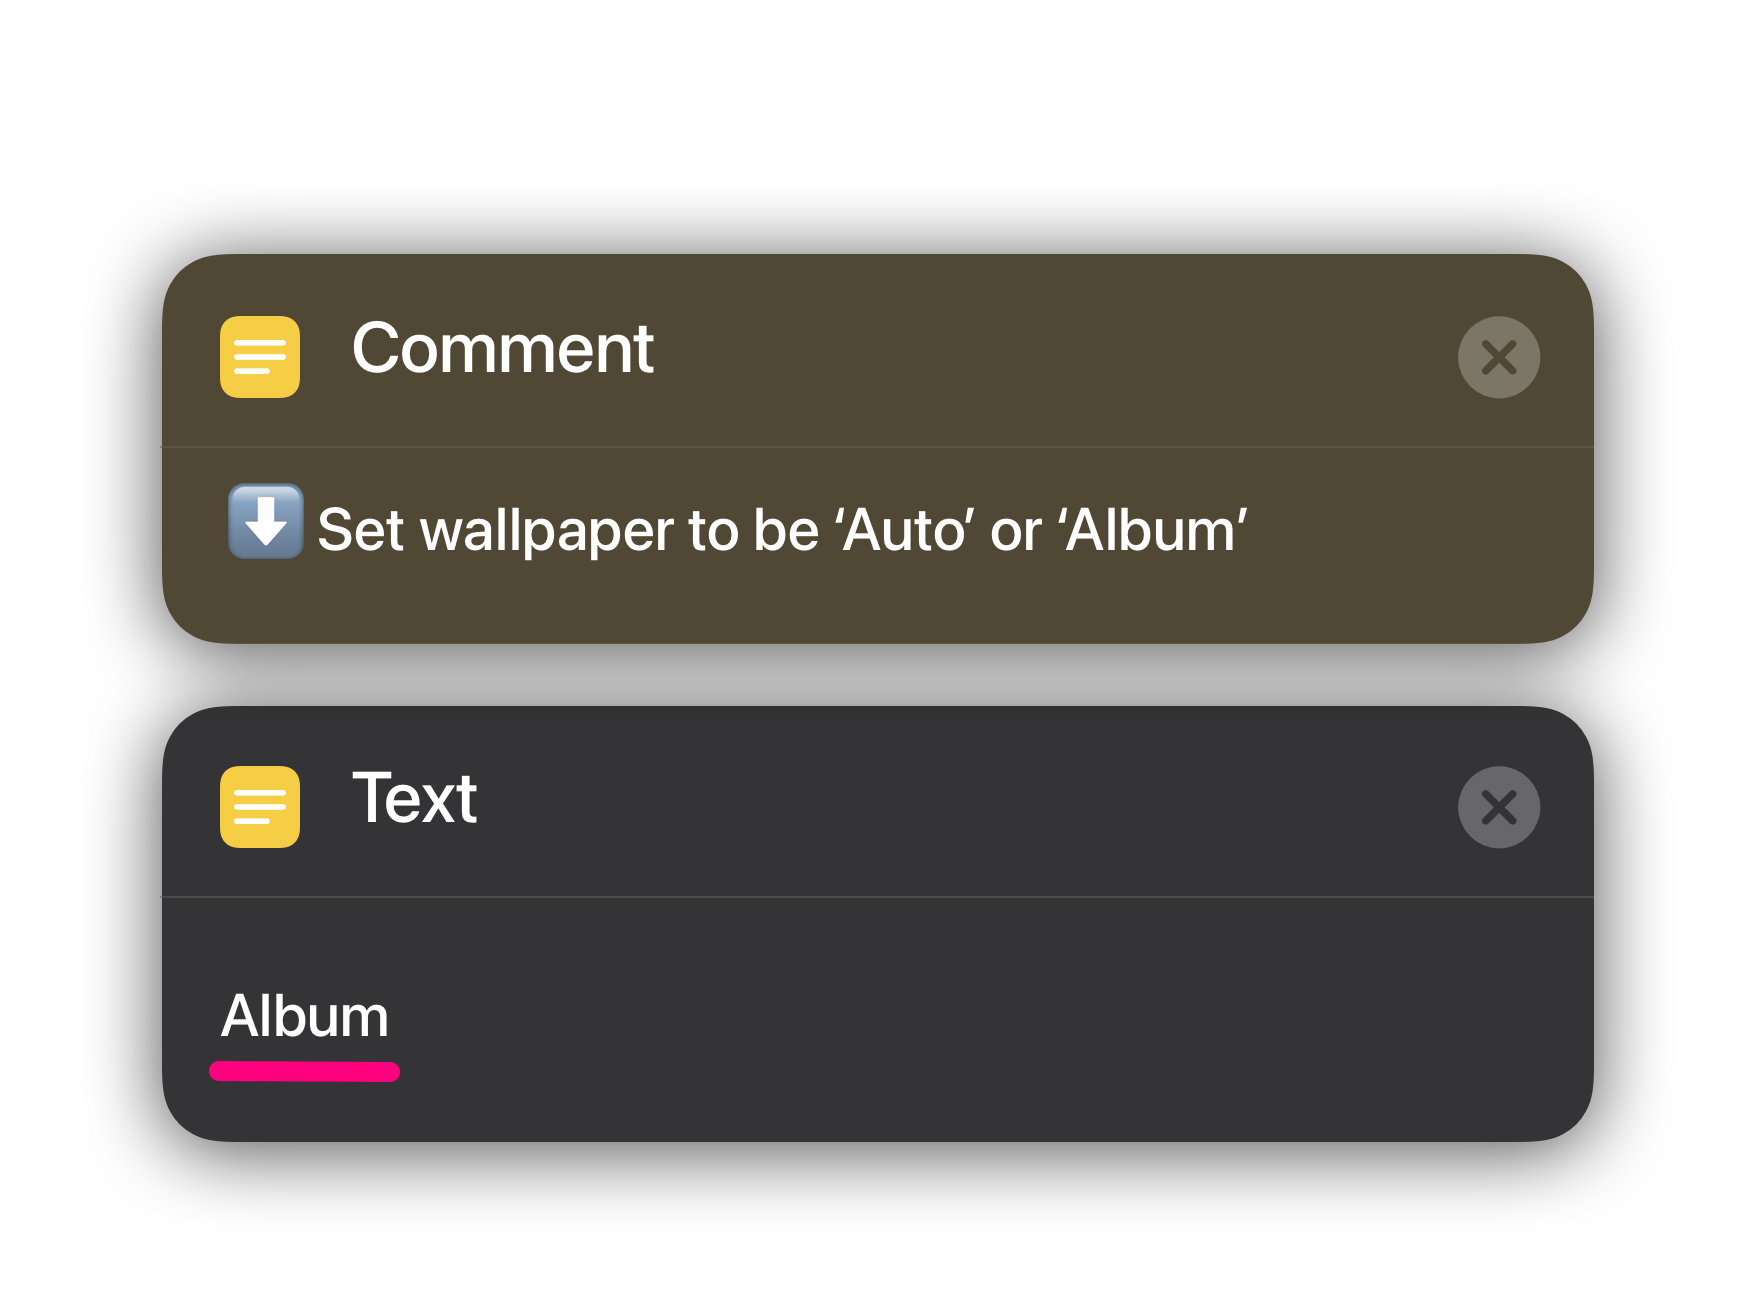 Comment
⬇️ Set wallpaper to be ‘Auto’ or ‘Album’
Text
Album